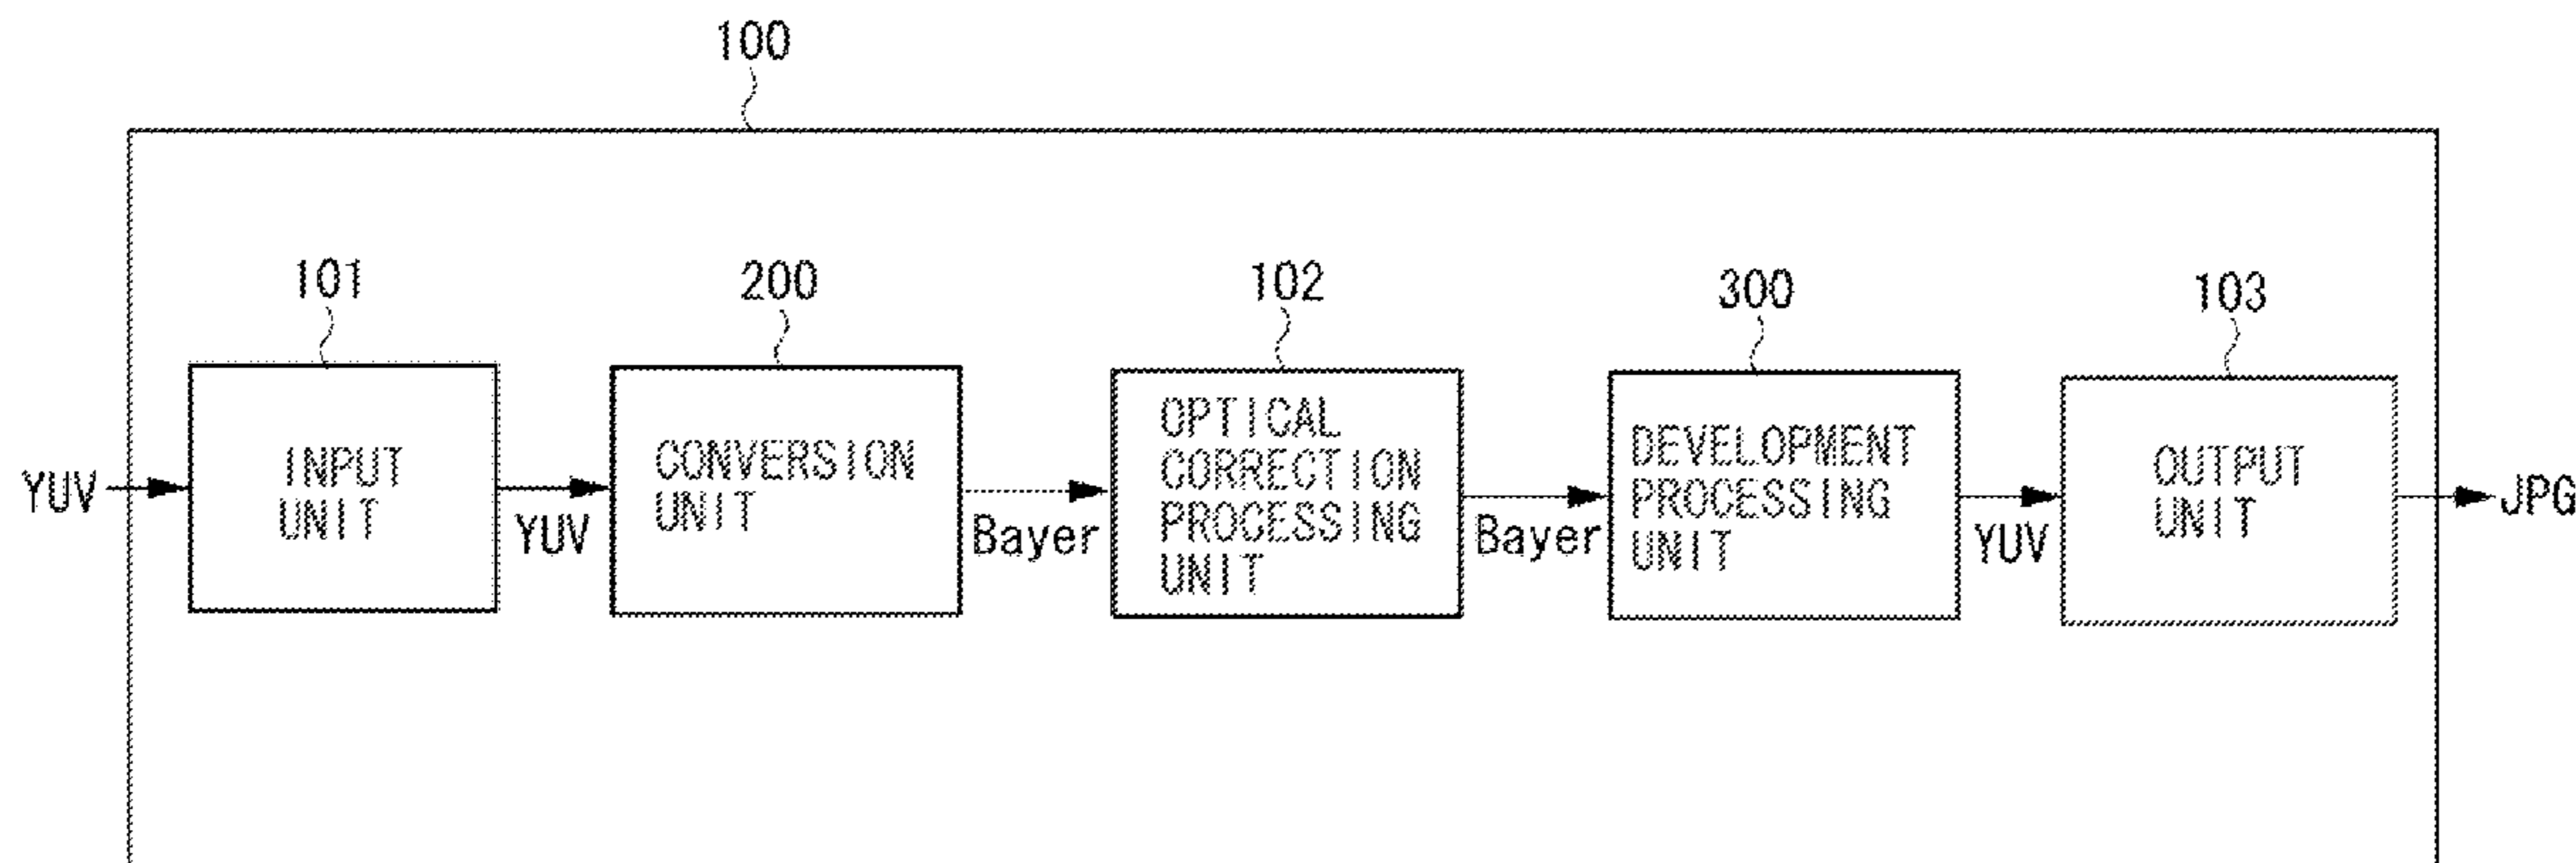 100
101
200
102
300
103
YUV
INPUT
UNIT
YUV
CONVERSION
UNIT
Bayer
OPTICAL
CORRECTION
PROCESSING
UNIT
Bayer
DEVELOPMENT
PROCESSING
UNIT
YUV
OUTPUT
UNIT
JPG